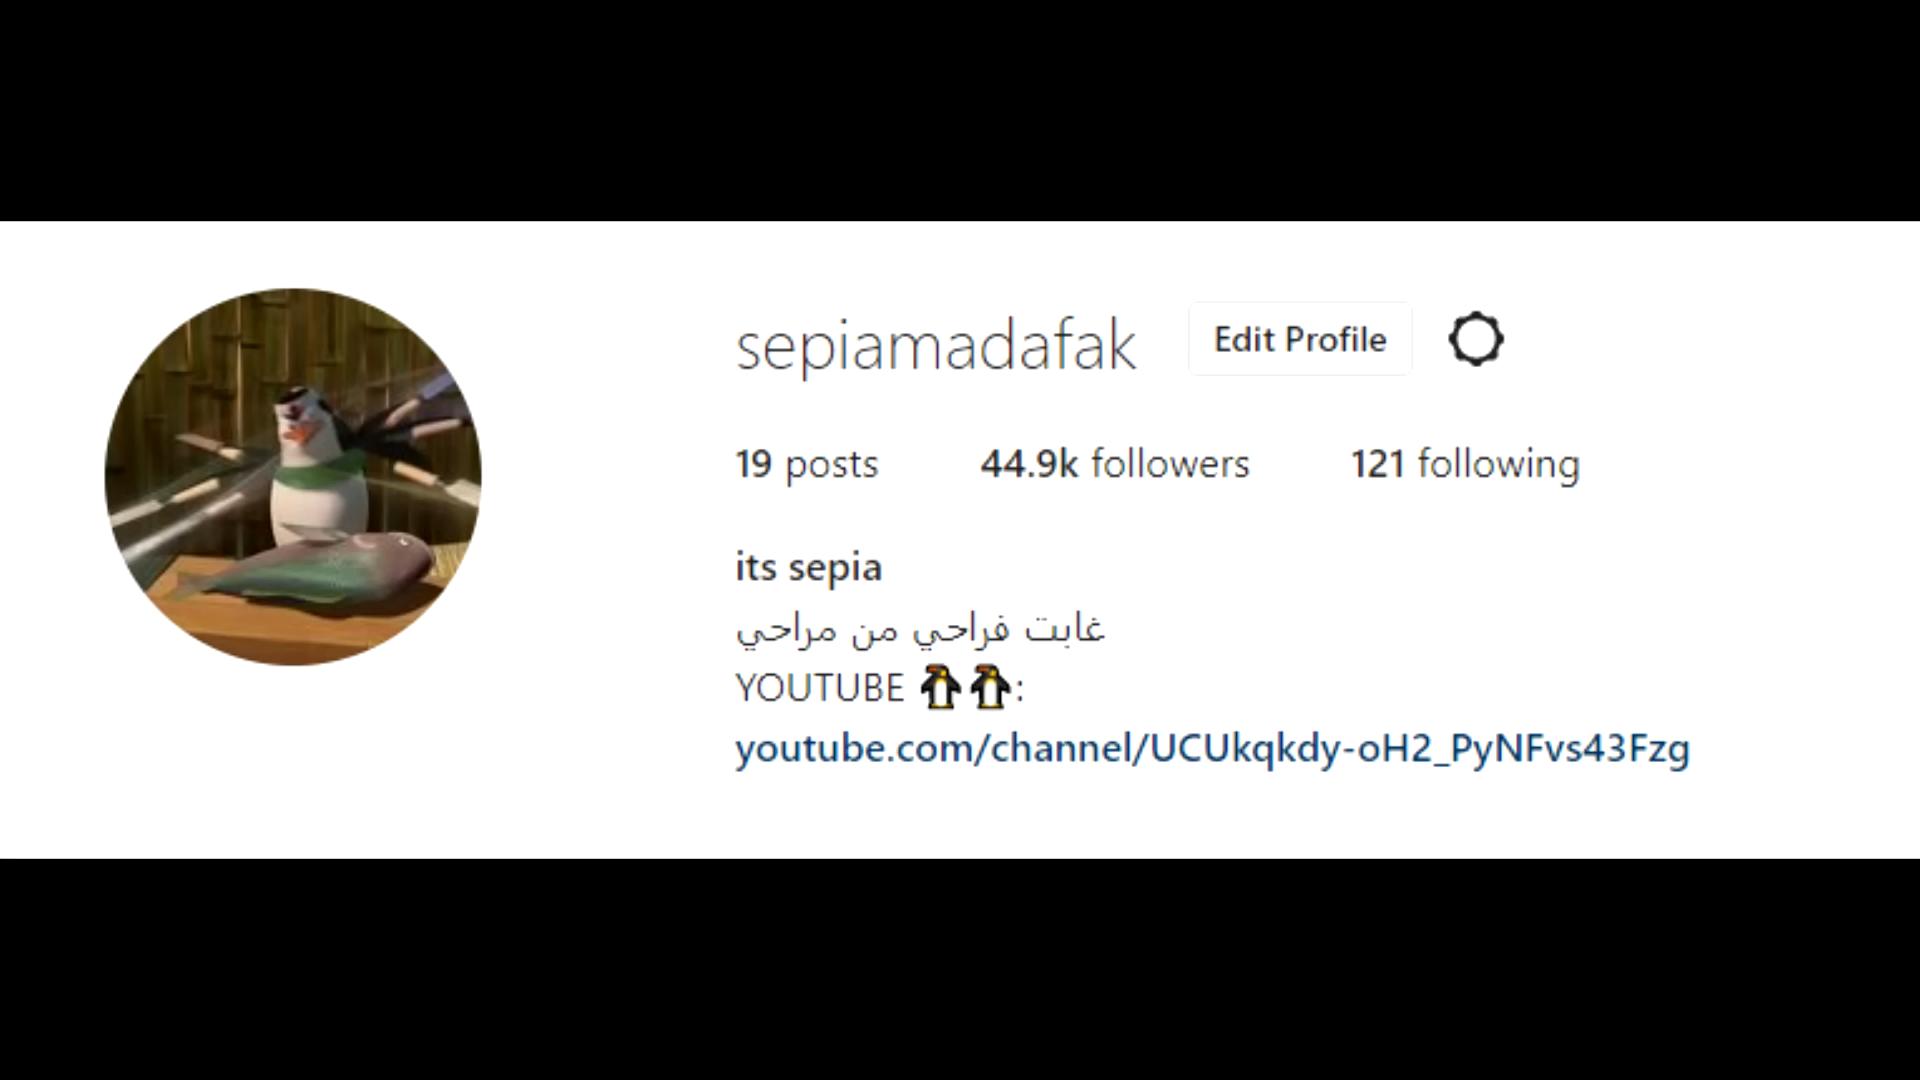 sepiamadafak Edit Profile
19 posts 44.9k followers 121 following
its sepia
غابت فراحي من مراحي
YOUTUBE 🐧🐧:
youtube.com/channel/UCUkqkdy-oH2_PyNFvs43Fzg